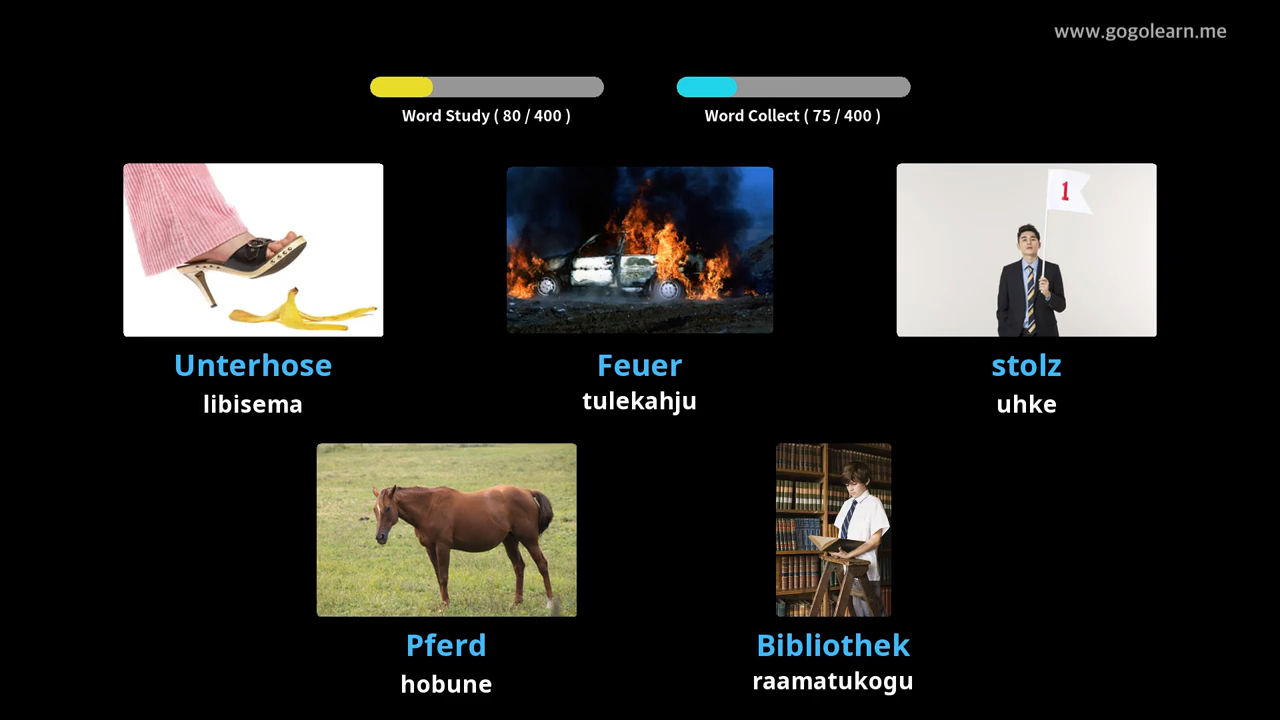 www.gogolearn.me
Word Study ( 80 / 400 )
Word Collect ( 75 / 400 )
Unterhose
libisema
Feuer
tulekahju
stolz
uhke
1
Pferd
hobune
Bibliothek
raamatukogu